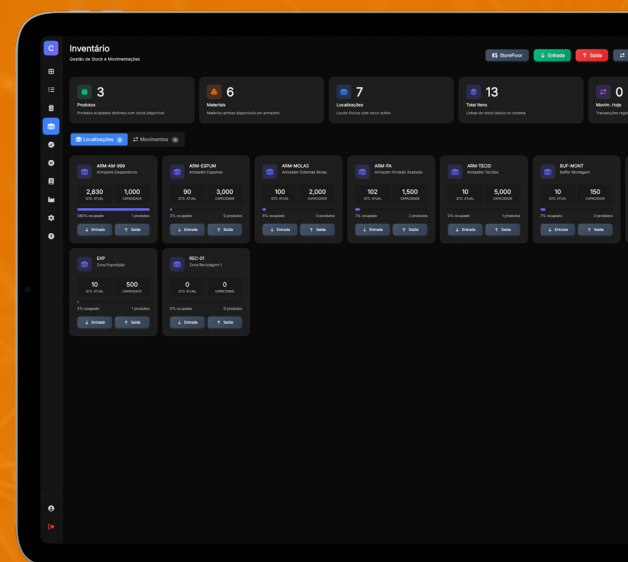 C
Inventário
Gestão de Stock e Movimentações
StoreFloor
↓ Entrada
↑ Saída
3
Produtos
Produtos acabados distintos com stock disponível
6
Materiais
Matérias-primas disponíveis em armazém
7
Localizações
Locais físicos com stock activo
13
Total Itens
Linhas de stock únicos no sistema
0
Movim. Hoje
Localizações
Movimentos
ARM-AM-999
2,830 1,000
QTD. ATUAL CAPACIDADE
283% ocupado 1 produtos
↓ Entrada ↑ Saída
ARM-ESPUM
Armazém Espumas
90 3,000
QTD. ATUAL CAPACIDADE
3% ocupado 0 produtos
↓ Entrada ↑ Saída
ARM-MOLAS
Armazém Sistemas Molas
100 2,000
QTD. ATUAL CAPACIDADE
5% ocupado 0 produtos
↓ Entrada ↑ Saída
ARM-PA
Armazém Produto Acabado
102 1,500
QTD. ATUAL CAPACIDADE
7% ocupado 2 produtos
↓ Entrada ↑ Saída
ARM-TECID
Armazém Tecidos
10 5,000
QTD. ATUAL CAPACIDADE
0% ocupado 1 produtos
↓ Entrada ↑ Saída
BUF-MONT
Buffer Montagem
10 150
QTD. ATUAL CAPACIDADE
7% ocupado 0 produtos
↓ Entrada ↑ Saída
EXP
Zona Expedição
10 500
QTD. ATUAL CAPACIDADE
2% ocupado 1 produtos
↓ Entrada ↑ Saída
REC-01
Zona Reciclagem 1
0 0
QTD. ATUAL CAPACIDADE
0% ocupado 0 produtos
↓ Entrada ↑ Saída